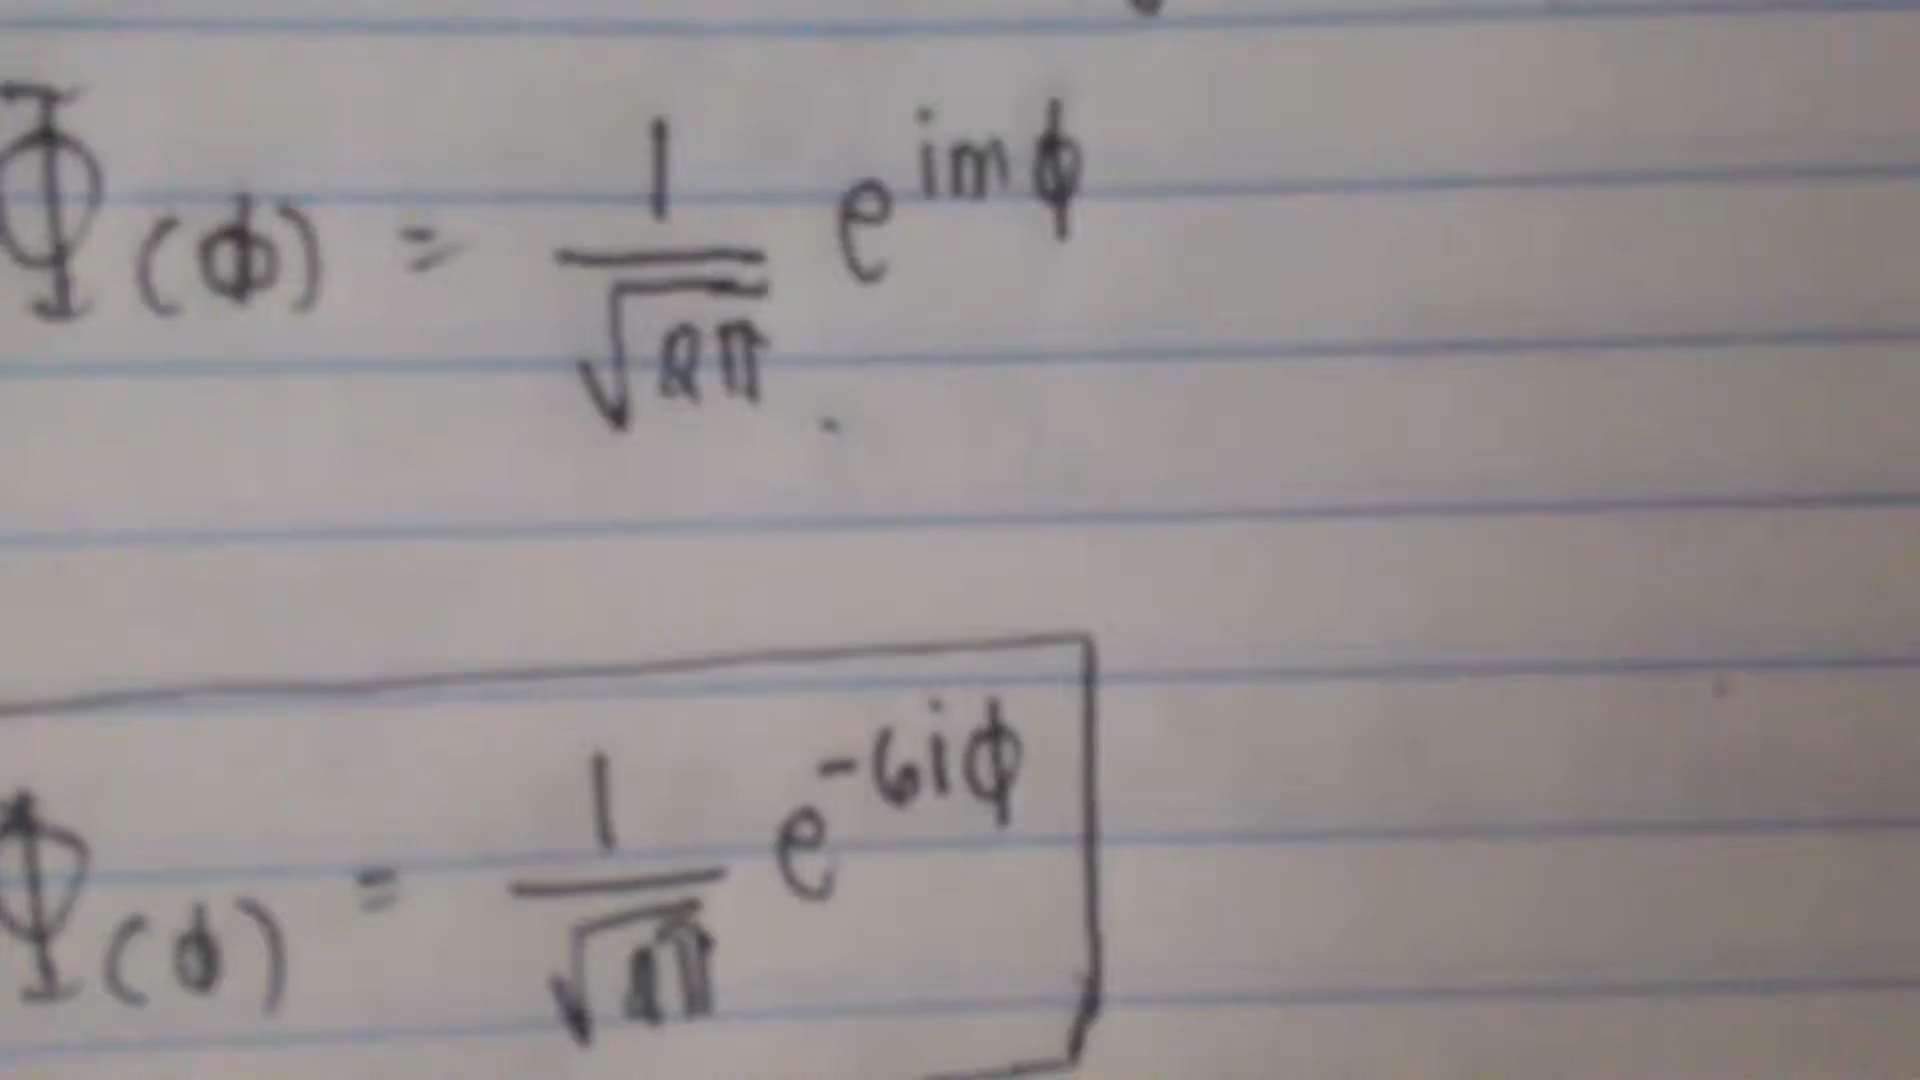 Φ(ϕ) = 1/√2π e^{imϕ}
Φ(ϕ) = 1/√2π e^{-6iϕ}